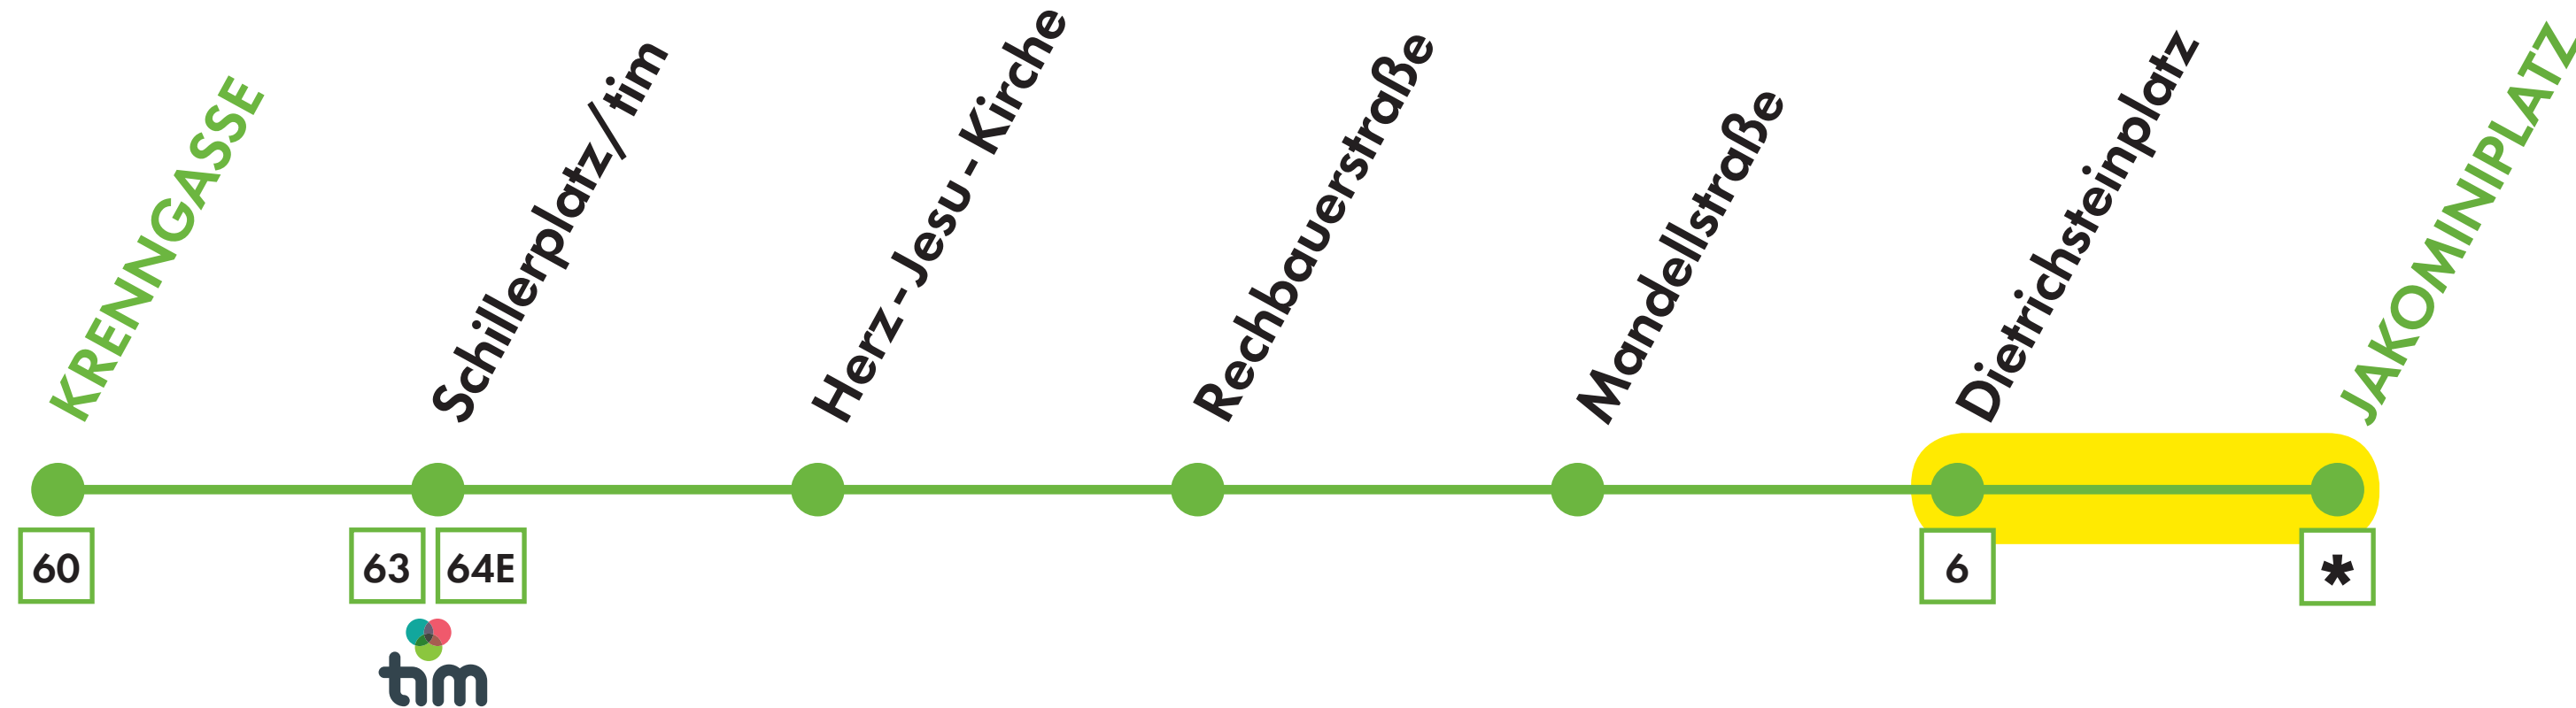 KRENNGASSE
Schillerplatz/tim
Herz - Jesu - Kirche
Rechbauerstraße
Mandellstraße
Dietrichsteinplatz
JAKOMINIPLATZ
60
63
64E
6
*
tim